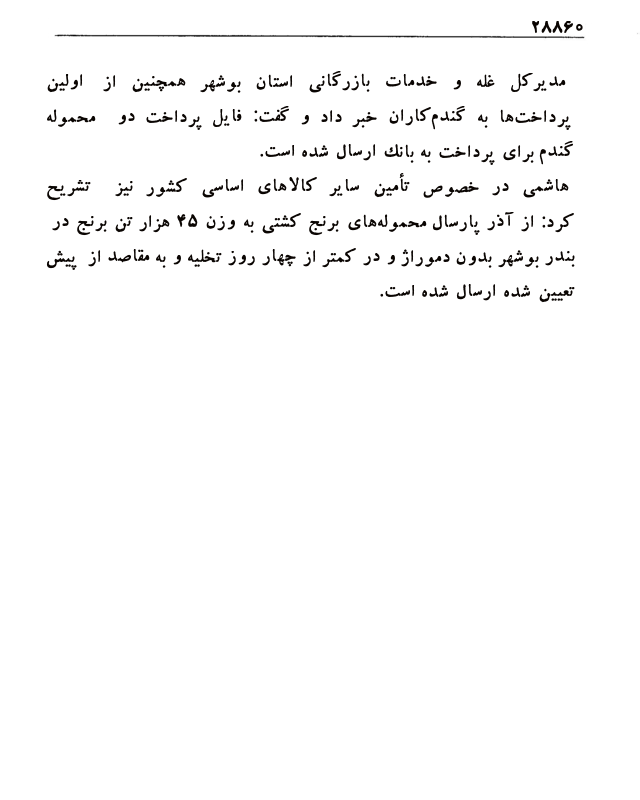 ۲۸۸۶۰
مدیرکل غله و خدمات بازرگانی استان بوشهر همچنین از اولین
پرداخت‌ها به گندم‌کاران خبر داد و گفت: فایل پرداخت دو محموله
گندم برای پرداخت به بانك ارسال شده است.
هاشمی در خصوص تأمین سایر کالاهای اساسی کشور نیز تشریح
کرد: از آذر پارسال محموله‌های برنج کشتی به وزن ۴۵ هزار تن برنج در
بندر بوشهر بدون دموراژ و در کمتر از چهار روز تخلیه و به مقاصد از پیش
تعیین شده ارسال شده است.